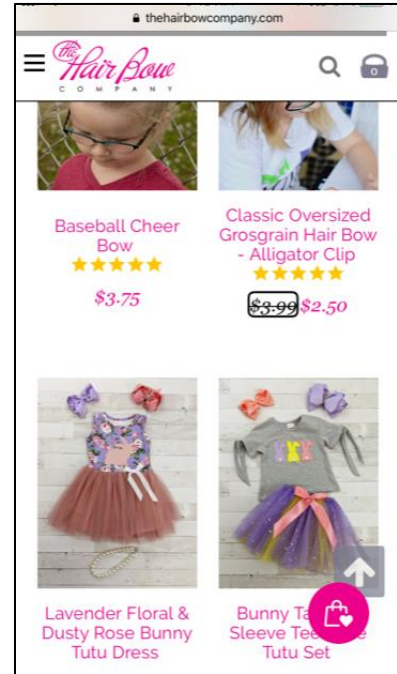 thehairbowcompany.com
the
Hair Bow
COMPANY
0
Baseball Cheer
Bow
$3.75
Classic Oversized
Grosgrain Hair Bow
- Alligator Clip
$3.99 $2.50
Lavender Floral &
Dusty Rose Bunny
Tutu Dress
Bunny
Sleeve Tee
Tutu Set